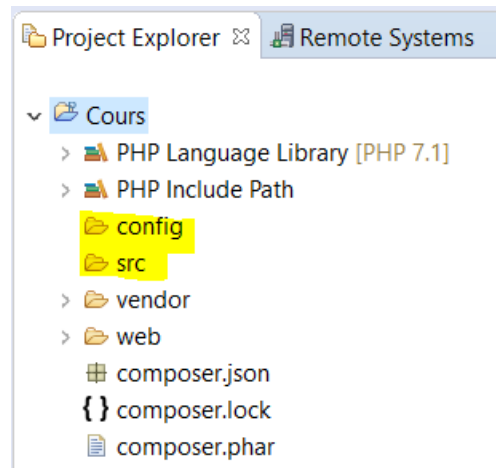 Project Explorer Remote Systems
Cours
PHP Language Library [PHP 7.1]
PHP Include Path
config
src
vendor
web
composer.json
{ } composer.lock
composer.phar